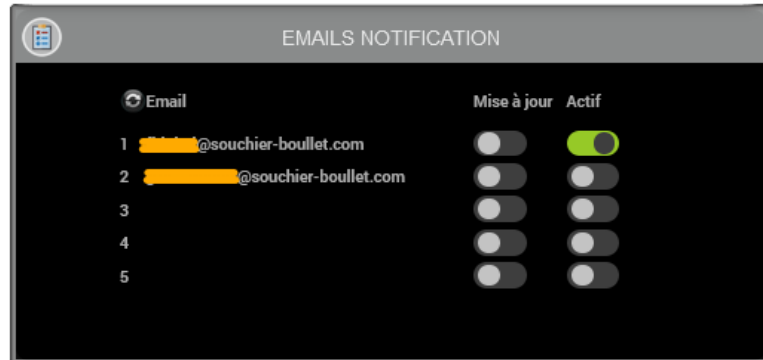 EMAILS NOTIFICATION
Email Mise à jour Actif
1 @souchier-boullet.com
2 @souchier-boullet.com
3
4
5